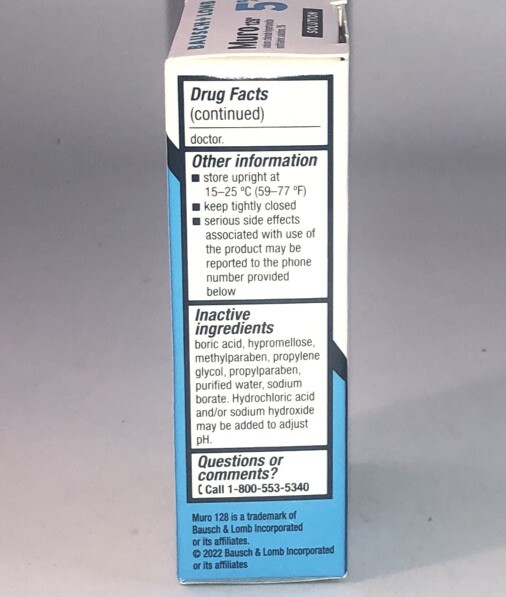 BAUSCH + LOMB
Muro 128
5
SOLUTION
Drug Facts
(continued)
doctor.
Other information
■ store upright at
15–25 °C (59–77 °F)
■ keep tightly closed
■ serious side effects
associated with use of
the product may be
reported to the phone
number provided
below
Inactive
ingredients
boric acid, hypromellose,
methylparaben, propylene
glycol, propylparaben,
purified water, sodium
borate. Hydrochloric acid
and/or sodium hydroxide
may be added to adjust
pH.
Questions or
comments?
Call 1-800-553-5340
Muro 128 is a trademark of
Bausch & Lomb Incorporated
or its affiliates.
© 2022 Bausch & Lomb Incorporated
or its affiliates